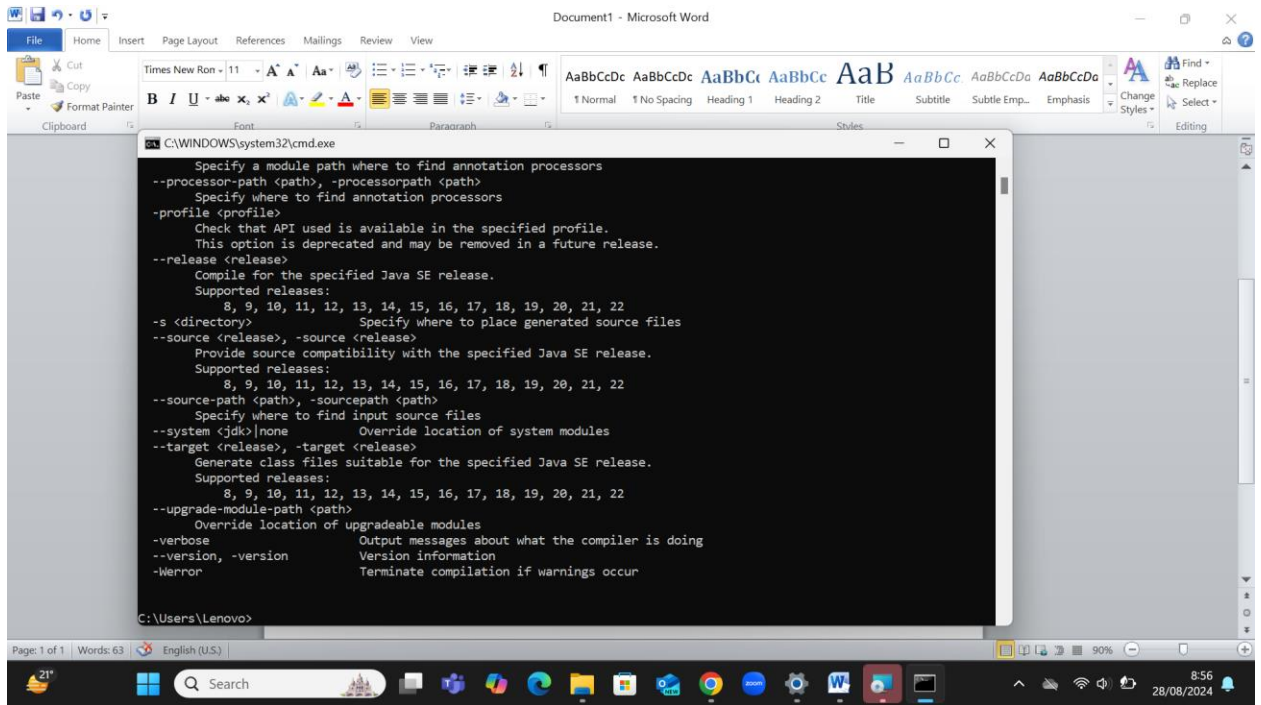 Document1 - Microsoft Word
File Home Insert Page Layout References Mailings Review View
Cut
Copy
Paste
Format Painter
Clipboard
Times New Ron 11
Font
Paragraph
AaBbCcDc AaBbCcDc AaBbCc AaBbCc AaB AaBbCc. AaBbCcDa AaBbCcDa
¶ Normal ¶ No Spacing Heading 1 Heading 2 Title Subtitle Subtle Emp... Emphasis
Styles
Change Styles
Find
Replace
Select
Editing
C:\WINDOWS\system32\cmd.exe
Specify a module path where to find annotation processors
--processor-path <path>, -processorpath <path>
Specify where to find annotation processors
-profile <profile>
Check that API used is available in the specified profile.
This option is deprecated and may be removed in a future release.
--release <release>
Compile for the specified Java SE release.
Supported releases:
8, 9, 10, 11, 12, 13, 14, 15, 16, 17, 18, 19, 20, 21, 22
-s <directory> Specify where to place generated source files
--source <release>, -source <release>
Provide source compatibility with the specified Java SE release.
Supported releases:
8, 9, 10, 11, 12, 13, 14, 15, 16, 17, 18, 19, 20, 21, 22
--source-path <path>, -sourcepath <path>
Specify where to find input source files
--system <jdk>|none Override location of system modules
--target <release>, -target <release>
Generate class files suitable for the specified Java SE release.
Supported releases:
8, 9, 10, 11, 12, 13, 14, 15, 16, 17, 18, 19, 20, 21, 22
--upgrade-module-path <path>
Override location of upgradeable modules
-verbose Output messages about what the compiler is doing
--version, -version Version information
-Werror Terminate compilation if warnings occur
C:\Users\Lenovo>
Page: 1 of 1 Words: 63 English (U.S.) 90%
21° Search 8:56
28/08/2024